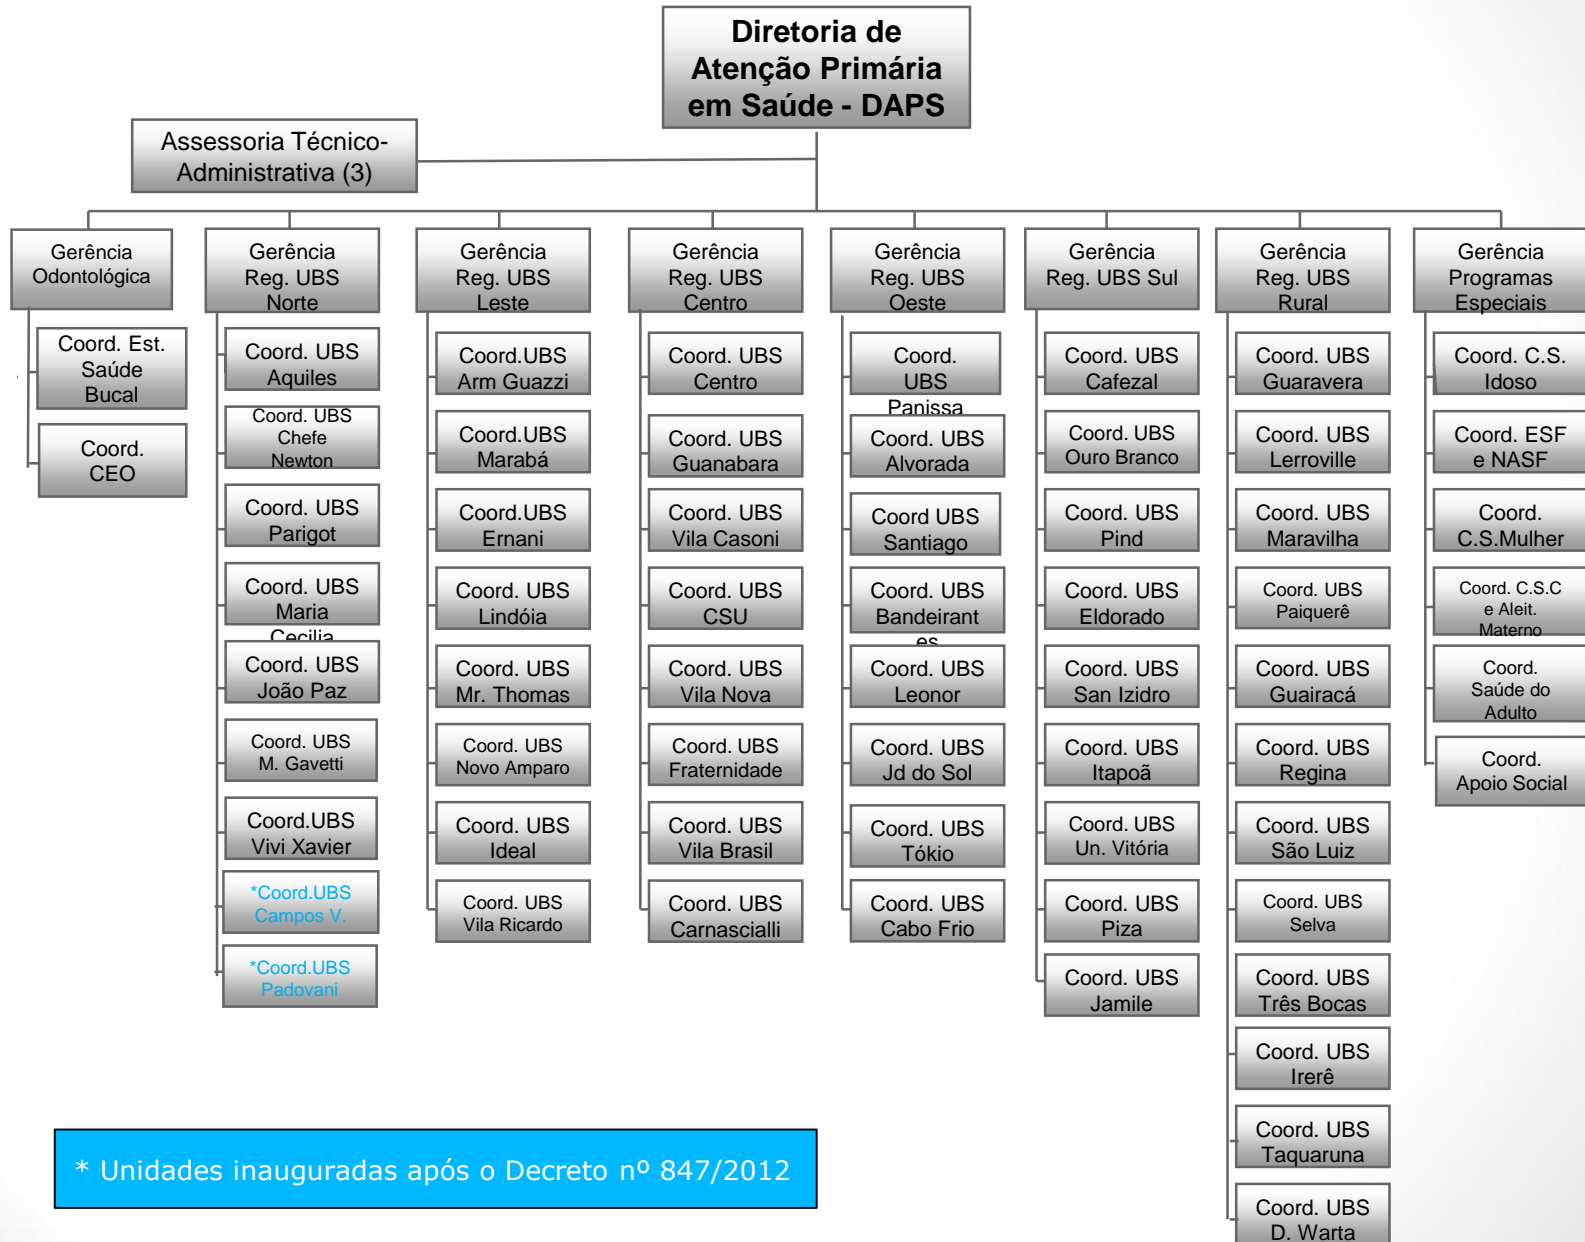 Diretoria de
Atenção Primária
em Saúde - DAPS
Assessoria Técnico-
Administrativa (3)
Gerência
Odontológica
Coord. Est.
Saúde
Bucal
Coord.
CEO
Gerência
Reg. UBS
Norte
Coord. UBS
Aquiles
Coord. UBS
Chefe
Newton
Coord. UBS
Parigot
Coord. UBS
Maria
Cecilia
Coord. UBS
João Paz
Coord. UBS
M. Gavetti
Coord.UBS
Vivi Xavier
*Coord.UBS
Campos V.
*Coord.UBS
Padovani
Gerência
Reg. UBS
Leste
Coord.UBS
Arm Guazzi
Coord.UBS
Marabá
Coord.UBS
Ernani
Coord. UBS
Lindóia
Coord. UBS
Mr. Thomas
Coord. UBS
Novo Amparo
Coord. UBS
Ideal
Coord. UBS
Vila Ricardo
Gerência
Reg. UBS
Centro
Coord. UBS
Centro
Coord. UBS
Guanabara
Coord. UBS
Vila Casoni
Coord. UBS
CSU
Coord. UBS
Vila Nova
Coord. UBS
Fraternidade
Coord. UBS
Vila Brasil
Coord. UBS
Carnascialli
Gerência
Reg. UBS
Oeste
Coord.
UBS
Panissa
Coord. UBS
Alvorada
Coord UBS
Santiago
Coord. UBS
Bandeirant
es
Coord. UBS
Leonor
Coord. UBS
Jd do Sol
Coord. UBS
Tókio
Coord. UBS
Cabo Frio
Gerência
Reg. UBS Sul
Coord. UBS
Cafezal
Coord. UBS
Ouro Branco
Coord. UBS
Pind
Coord. UBS
Eldorado
Coord. UBS
San Izidro
Coord. UBS
Itapoã
Coord. UBS
Un. Vitória
Coord. UBS
Piza
Coord. UBS
Jamile
Gerência
Reg. UBS
Rural
Coord. UBS
Guaravera
Coord. UBS
Lerroville
Coord. UBS
Maravilha
Coord. UBS
Paiquerê
Coord. UBS
Guairacá
Coord. UBS
Regina
Coord. UBS
São Luiz
Coord. UBS
Selva
Coord. UBS
Três Bocas
Coord. UBS
Irerê
Coord. UBS
Taquaruna
Coord. UBS
D. Warta
Gerência
Programas
Especiais
Coord. C.S.
Idoso
Coord. ESF
e NASF
Coord.
C.S.Mulher
Coord. C.S.C
e Aleit.
Materno
Coord.
Saúde do
Adulto
Coord.
Apoio Social
* Unidades inauguradas após o Decreto nº 847/2012